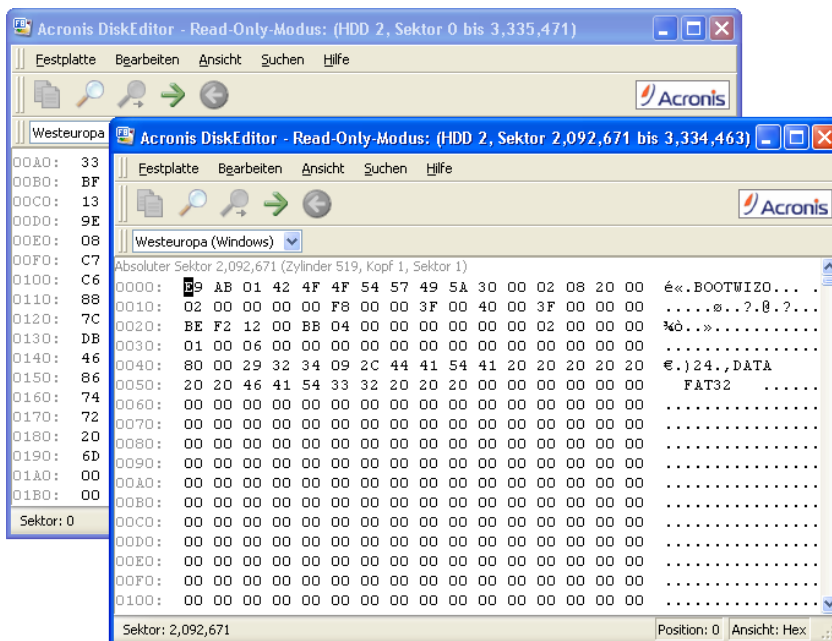 Acronis DiskEditor - Read-Only-Modus: (HDD 2, Sektor 0 bis 3,335,471)
Festplatte Bearbeiten Ansicht Suchen Hilfe
Acronis
Westeuropa
00A0: 33
00B0: BF
00C0: 13
00D0: 9E
00E0: 08
00F0: C7
0100: C6
0110: 88
0120: 7C
0130: DB
0140: 46
0150: 86
0160: 74
0170: 72
0180: 20
0190: 6D
01A0: 00
01B0: 00
Sektor: 0
Acronis DiskEditor - Read-Only-Modus: (HDD 2, Sektor 2,092,671 bis 3,334,463)
Festplatte Bearbeiten Ansicht Suchen Hilfe
Acronis
Westeuropa (Windows)
Absoluter Sektor 2,092,671 (Zylinder 519, Kopf 1, Sektor 1)
0000: E9 AB 01 42 4F 4F 54 57 49 5A 30 00 02 08 20 00 é«.BOOTWIZ0.... .
0010: 02 00 00 00 00 F8 00 00 3F 00 40 00 3F 00 00 00 .....ø..?.@.?...
0020: BE F2 12 00 BB 04 00 00 00 00 00 00 02 00 00 00 ¾ò..»...........
0030: 01 00 06 00 00 00 00 00 00 00 00 00 00 00 00 00 ................
0040: 80 00 29 32 34 09 2C 44 41 54 41 20 20 20 20 20 €.)24.,DATA
0050: 20 20 46 41 54 33 32 20 20 20 00 00 00 00 00 00 FAT32 ......
0060: 00 00 00 00 00 00 00 00 00 00 00 00 00 00 00 00 ................
0070: 00 00 00 00 00 00 00 00 00 00 00 00 00 00 00 00 ................
0080: 00 00 00 00 00 00 00 00 00 00 00 00 00 00 00 00 ................
0090: 00 00 00 00 00 00 00 00 00 00 00 00 00 00 00 00 ................
00A0: 00 00 00 00 00 00 00 00 00 00 00 00 00 00 00 00 ................
00B0: 00 00 00 00 00 00 00 00 00 00 00 00 00 00 00 00 ................
00C0: 00 00 00 00 00 00 00 00 00 00 00 00 00 00 00 00 ................
00D0: 00 00 00 00 00 00 00 00 00 00 00 00 00 00 00 00 ................
00E0: 00 00 00 00 00 00 00 00 00 00 00 00 00 00 00 00 ................
00F0: 00 00 00 00 00 00 00 00 00 00 00 00 00 00 00 00 ................
0100: 00 00 00 00 00 00 00 00 00 00 00 00 00 00 00 00 ................
Sektor: 2,092,671 Position: 0 Ansicht: Hex